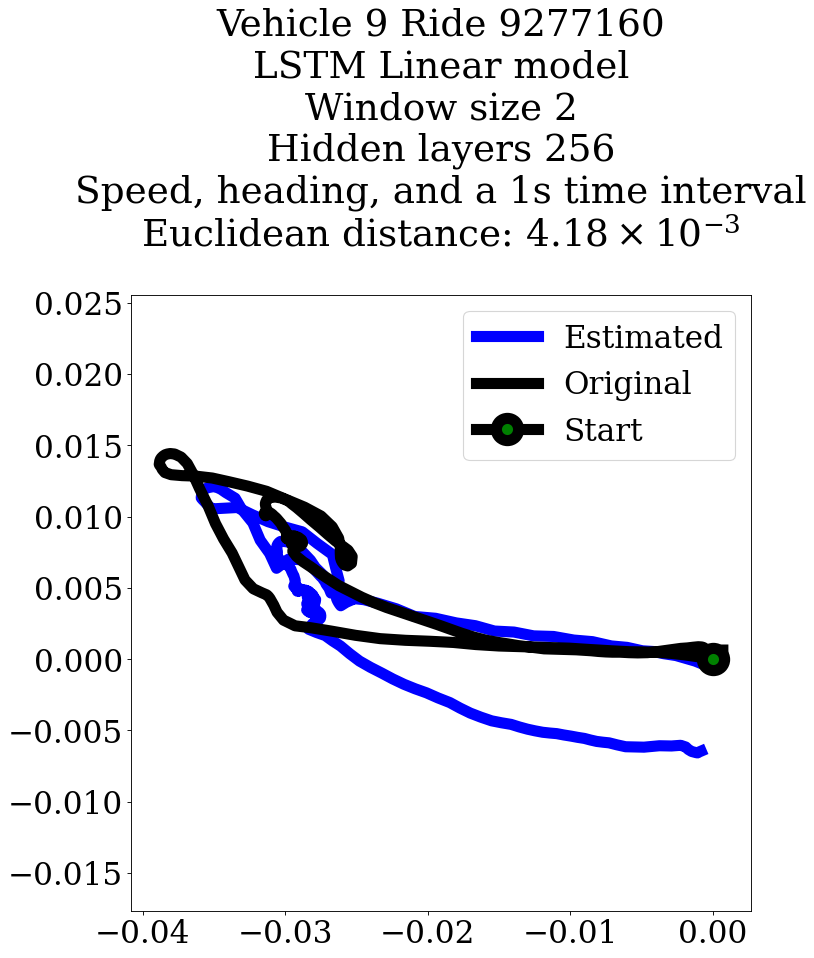 Vehicle 9 Ride 9277160
LSTM Linear model
Window size 2
Hidden layers 256
Speed, heading, and a 1s time interval
Euclidean distance: 4.18 × 10⁻³
Estimated
Original
Start
0.025
0.020
0.015
0.010
0.005
0.000
−0.005
−0.010
−0.015
−0.04 −0.03 −0.02 −0.01 0.00